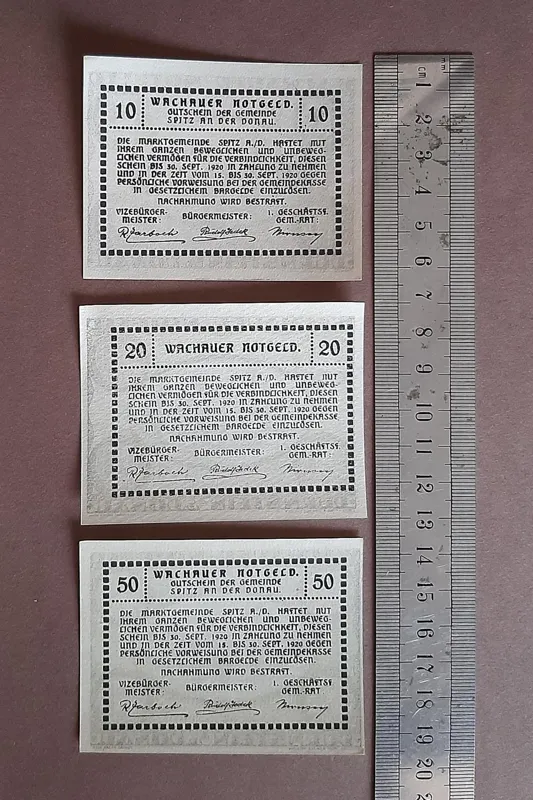 10 WACHAUER NOTGELD. 10
GUTSCHEIN DER GEMEINDE
SPITZ AN DER DONAU.
DIE MARKTGEMEINDE SPITZ A./D. HAFTET MIT
IHREM GANZEN BEWEGLICHEN UND UNBEWEG-
LICHEN VERMÖGEN FÜR DIE VERBINDLICHKEIT, DIESEN
SCHEIN BIS 30. SEPT. 1920 IN ZAHLUNG ZU NEHMEN
UND IN DER ZEIT VOM 15. BIS 30. SEPT. 1920 GEGEN
PERSÖNLICHE VORWEISUNG BEI DER GEMEINDEKASSE
IN GESETZLICHEM BARGELDE EINZULÖSEN.
NACHAHMUNG WIRD BESTRAFT.
VIZEBÜRGER- BÜRGERMEISTER: 1. GESCHÄFTSF.
MEISTER: GEM.-RAT:
20 WACHAUER NOTGELD. 20
DIE MARKTGEMEINDE SPITZ A./D. HAFTET MIT
IHREM GANZEN BEWEGLICHEN UND UNBEWEG-
LICHEN VERMÖGEN FÜR DIE VERBINDLICHKEIT, DIESEN
SCHEIN BIS 30. SEPT. 1920 IN ZAHLUNG ZU NEHMEN
UND IN DER ZEIT VOM 15. BIS 30. SEPT. 1920 GEGEN
PERSÖNLICHE VORWEISUNG BEI DER GEMEINDEKASSE
IN GESETZLICHEM BARGELDE EINZULÖSEN.
NACHAHMUNG WIRD BESTRAFT.
VIZEBÜRGER- BÜRGERMEISTER: 1. GESCHÄFTSF.
MEISTER: GEM.-RAT:
50 WACHAUER NOTGELD. 50
GUTSCHEIN DER GEMEINDE
SPITZ AN DER DONAU.
DIE MARKTGEMEINDE SPITZ A./D. HAFTET MIT
IHREM GANZEN BEWEGLICHEN UND UNBEWEG-
LICHEN VERMÖGEN FÜR DIE VERBINDLICHKEIT, DIESEN
SCHEIN BIS 30. SEPT. 1920 IN ZAHLUNG ZU NEHMEN
UND IN DER ZEIT VOM 15. BIS 30. SEPT. 1920 GEGEN
PERSÖNLICHE VORWEISUNG BEI DER GEMEINDEKASSE
IN GESETZLICHEM BARGELDE EINZULÖSEN.
NACHAHMUNG WIRD BESTRAFT.
VIZEBÜRGER- BÜRGERMEISTER: 1. GESCHÄFTSF.
MEISTER: GEM.-RAT
mm
cm 1 2 3 4 5 6 7 8 9 10 11 12 13 14 15 16 17 18 19 20